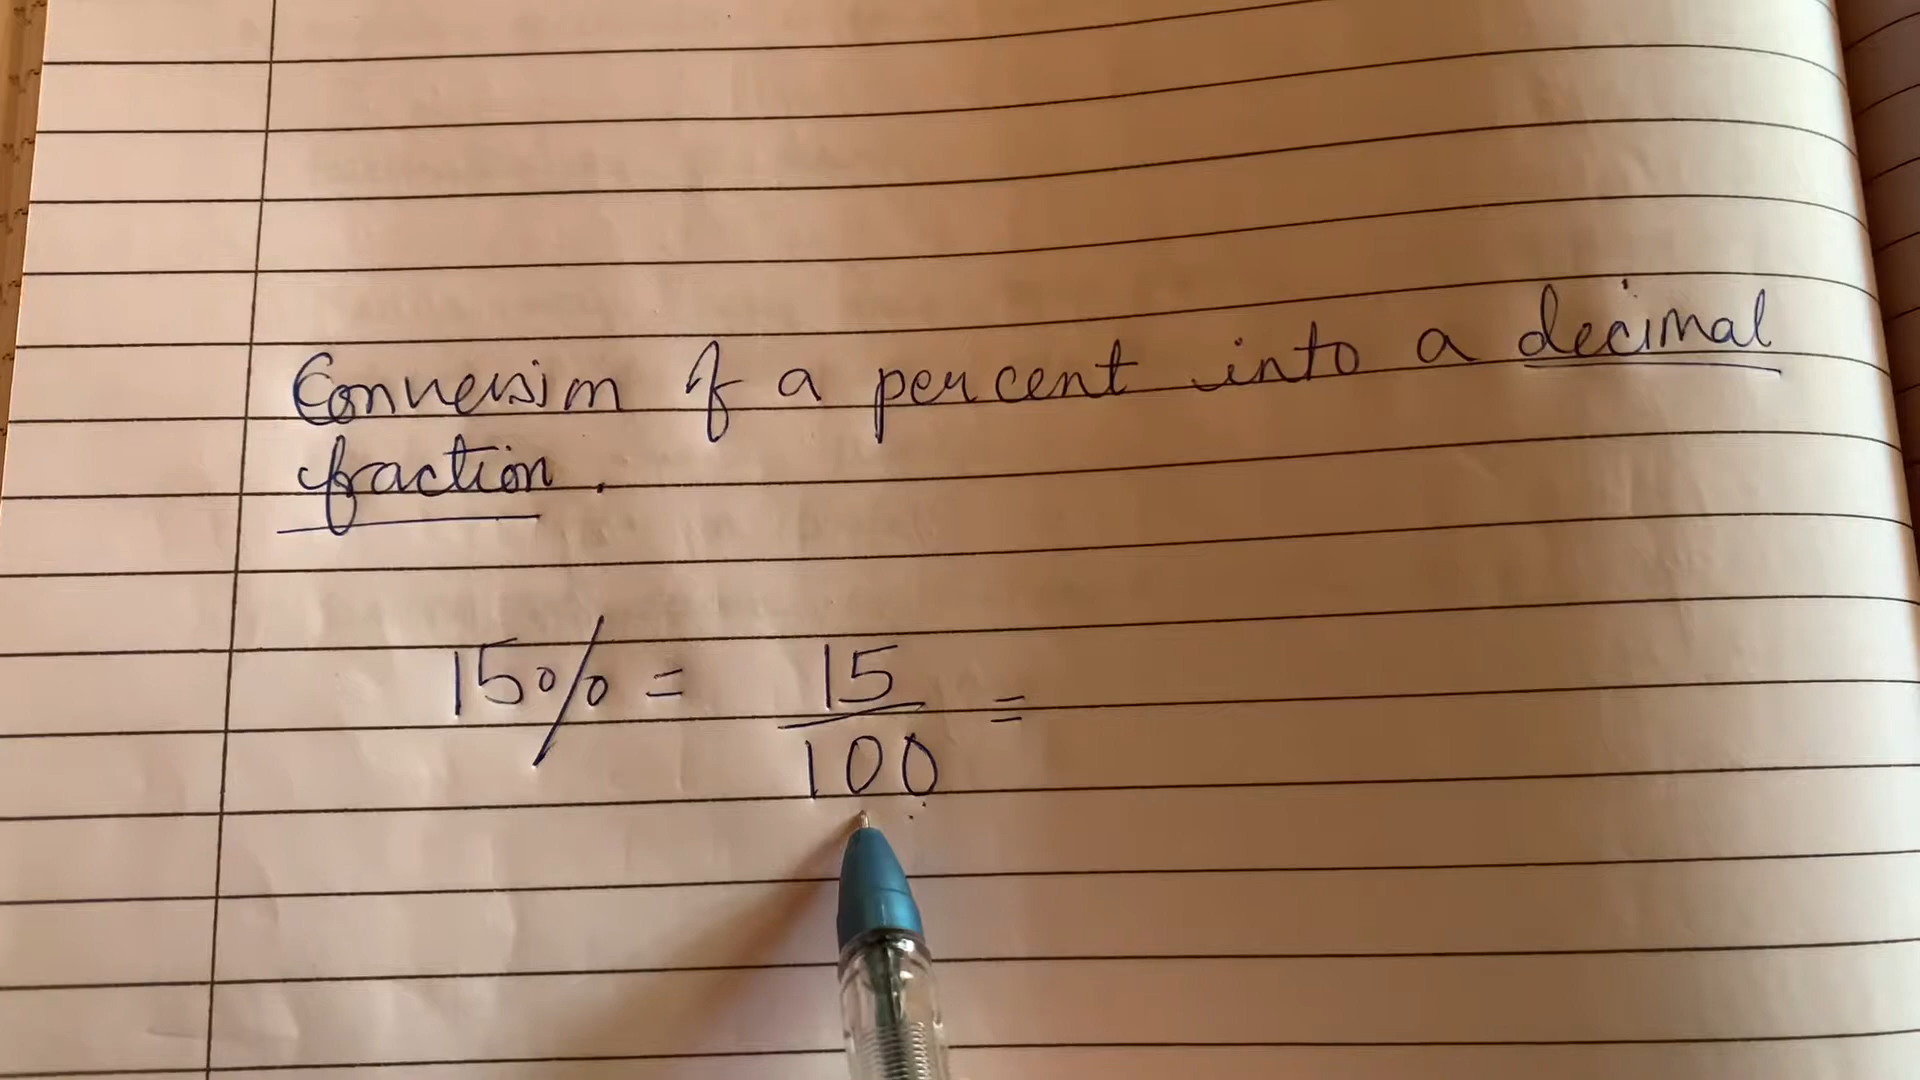 Conversion of a percent into a decimal
fraction.
15% = 15/100 =